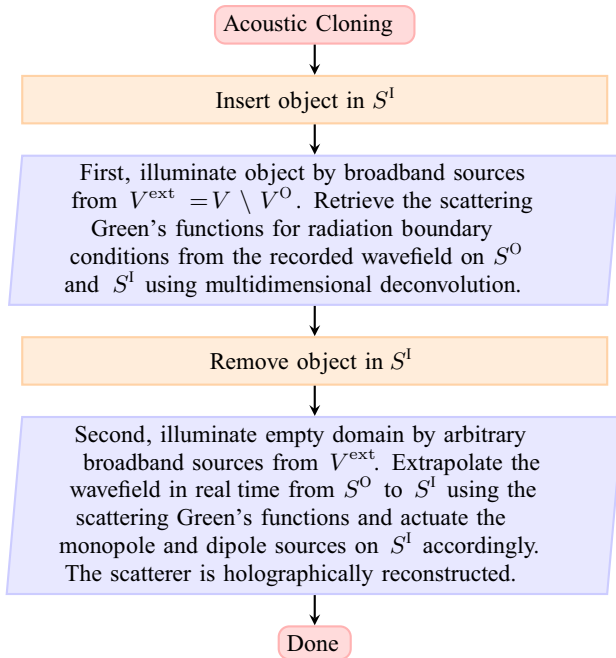 Acoustic Cloning
Insert object in S^I
First, illuminate object by broadband sources
from V^ext = V \ V^O. Retrieve the scattering
Green's functions for radiation boundary
conditions from the recorded wavefield on S^O
and S^I using multidimensional deconvolution.
Remove object in S^I
Second, illuminate empty domain by arbitrary
broadband sources from V^ext. Extrapolate the
wavefield in real time from S^O to S^I using the
scattering Green's functions and actuate the
monopole and dipole sources on S^I accordingly.
The scatterer is holographically reconstructed.
Done